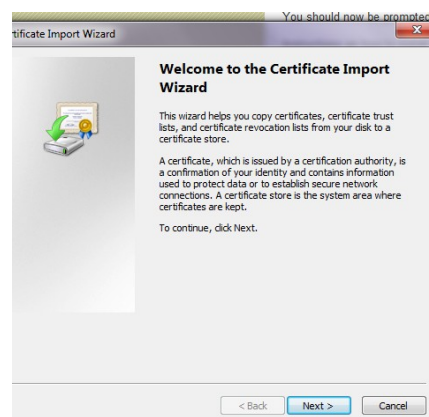 You should now be prompted
rtificate Import Wizard
Welcome to the Certificate Import
Wizard
This wizard helps you copy certificates, certificate trust
lists, and certificate revocation lists from your disk to a
certificate store.
A certificate, which is issued by a certification authority, is
a confirmation of your identity and contains information
used to protect data or to establish secure network
connections. A certificate store is the system area where
certificates are kept.
To continue, click Next.
< Back
Next >
Cancel